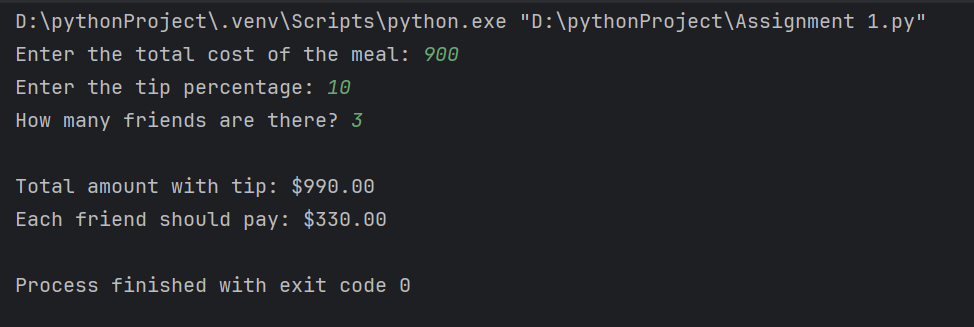 D:\pythonProject\.venv\Scripts\python.exe "D:\pythonProject\Assignment 1.py"
Enter the total cost of the meal: 900
Enter the tip percentage: 10
How many friends are there? 3
Total amount with tip: $990.00
Each friend should pay: $330.00
Process finished with exit code 0